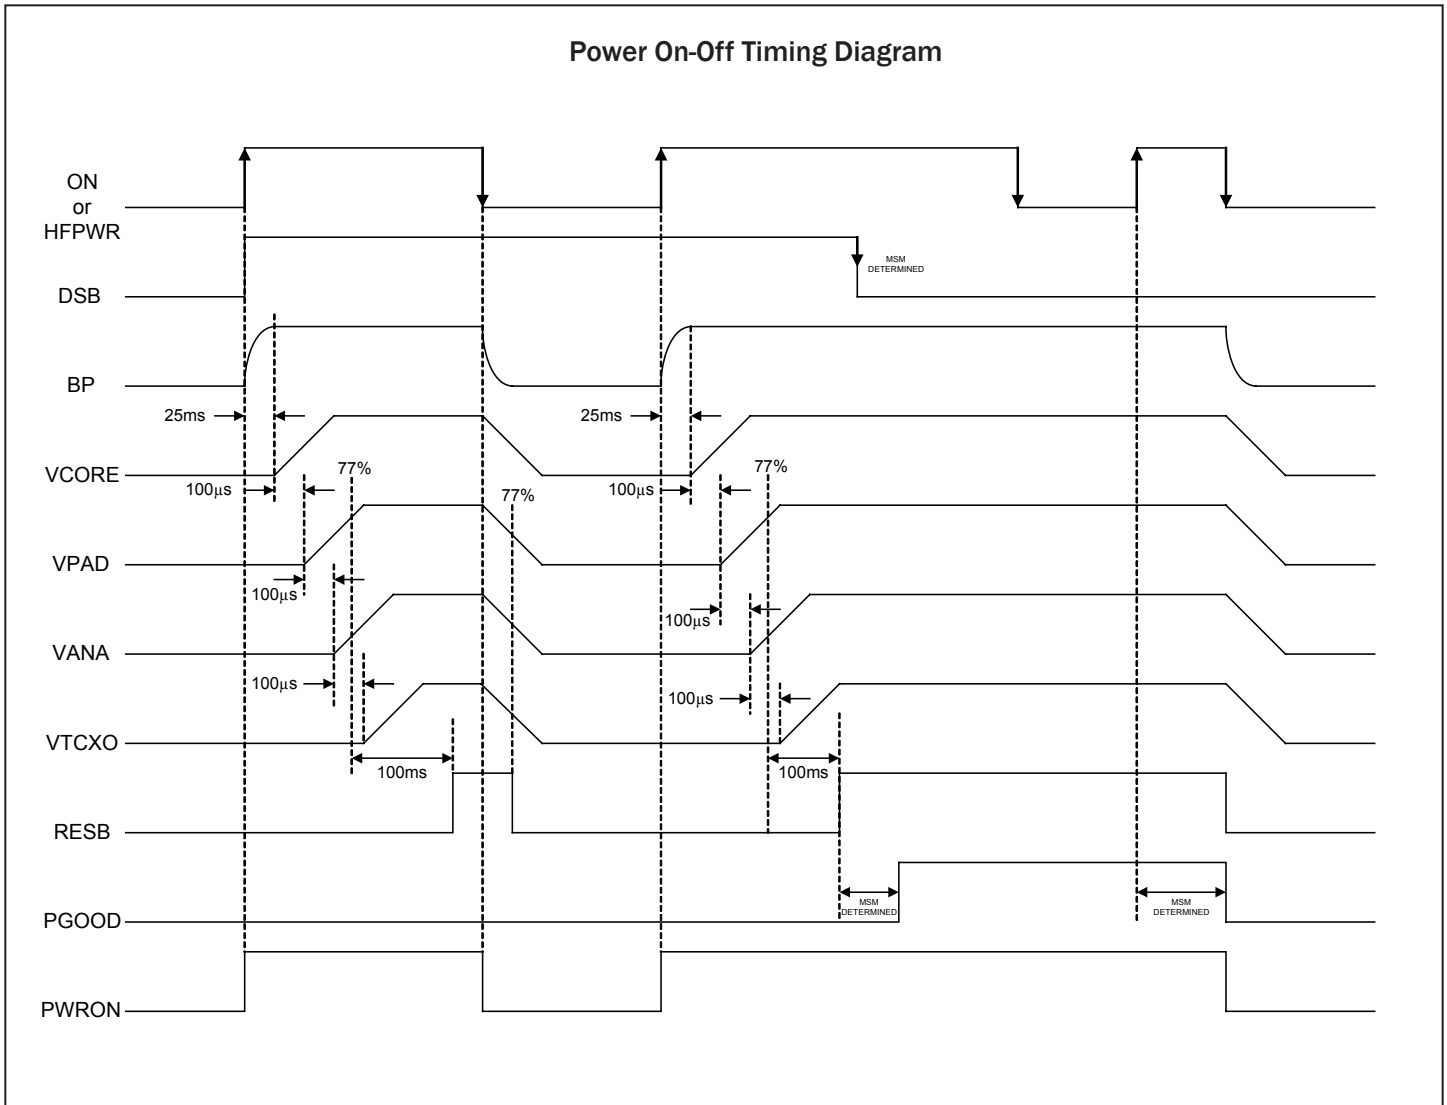 Power On-Off Timing Diagram
ON
or
HFPWR
MSM
DETERMINED
DSB
BP
25ms
25ms
VCORE
77%
77%
100μs
77%
100μs
VPAD
100μs
100μs
VANA
100μs
100μs
VTCXO
100ms
100ms
RESB
MSM
DETERMINED
MSM
DETERMINED
PGOOD
PWRON